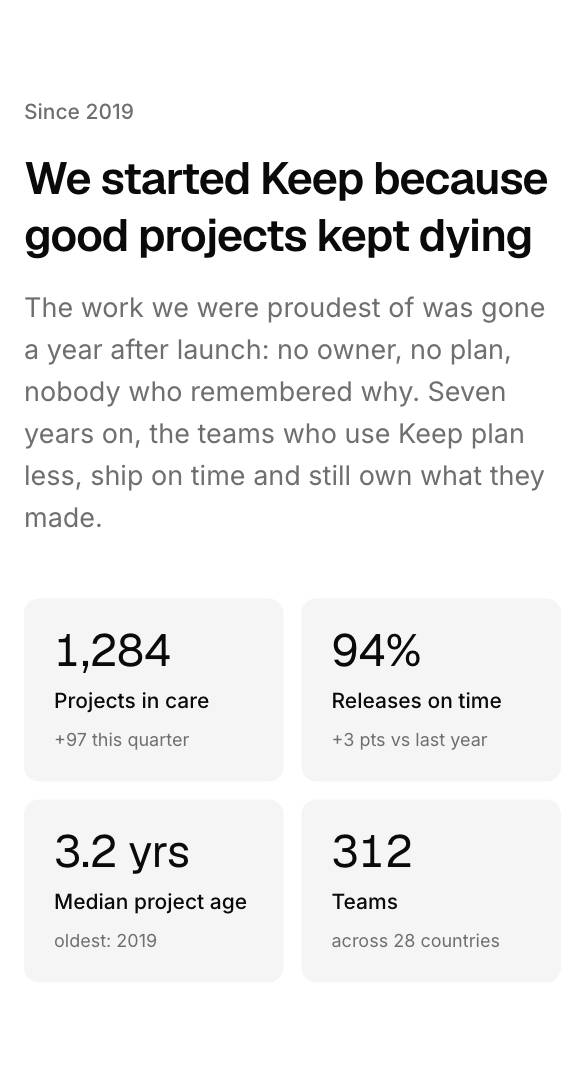 Since 2019
We started Keep because
good projects kept dying
The work we were proudest of was gone
a year after launch: no owner, no plan,
nobody who remembered why. Seven
years on, the teams who use Keep plan
less, ship on time and still own what they
made.
1,284
Projects in care
+97 this quarter
94%
Releases on time
+3 pts vs last year
3.2 yrs
Median project age
oldest: 2019
312
Teams
across 28 countries